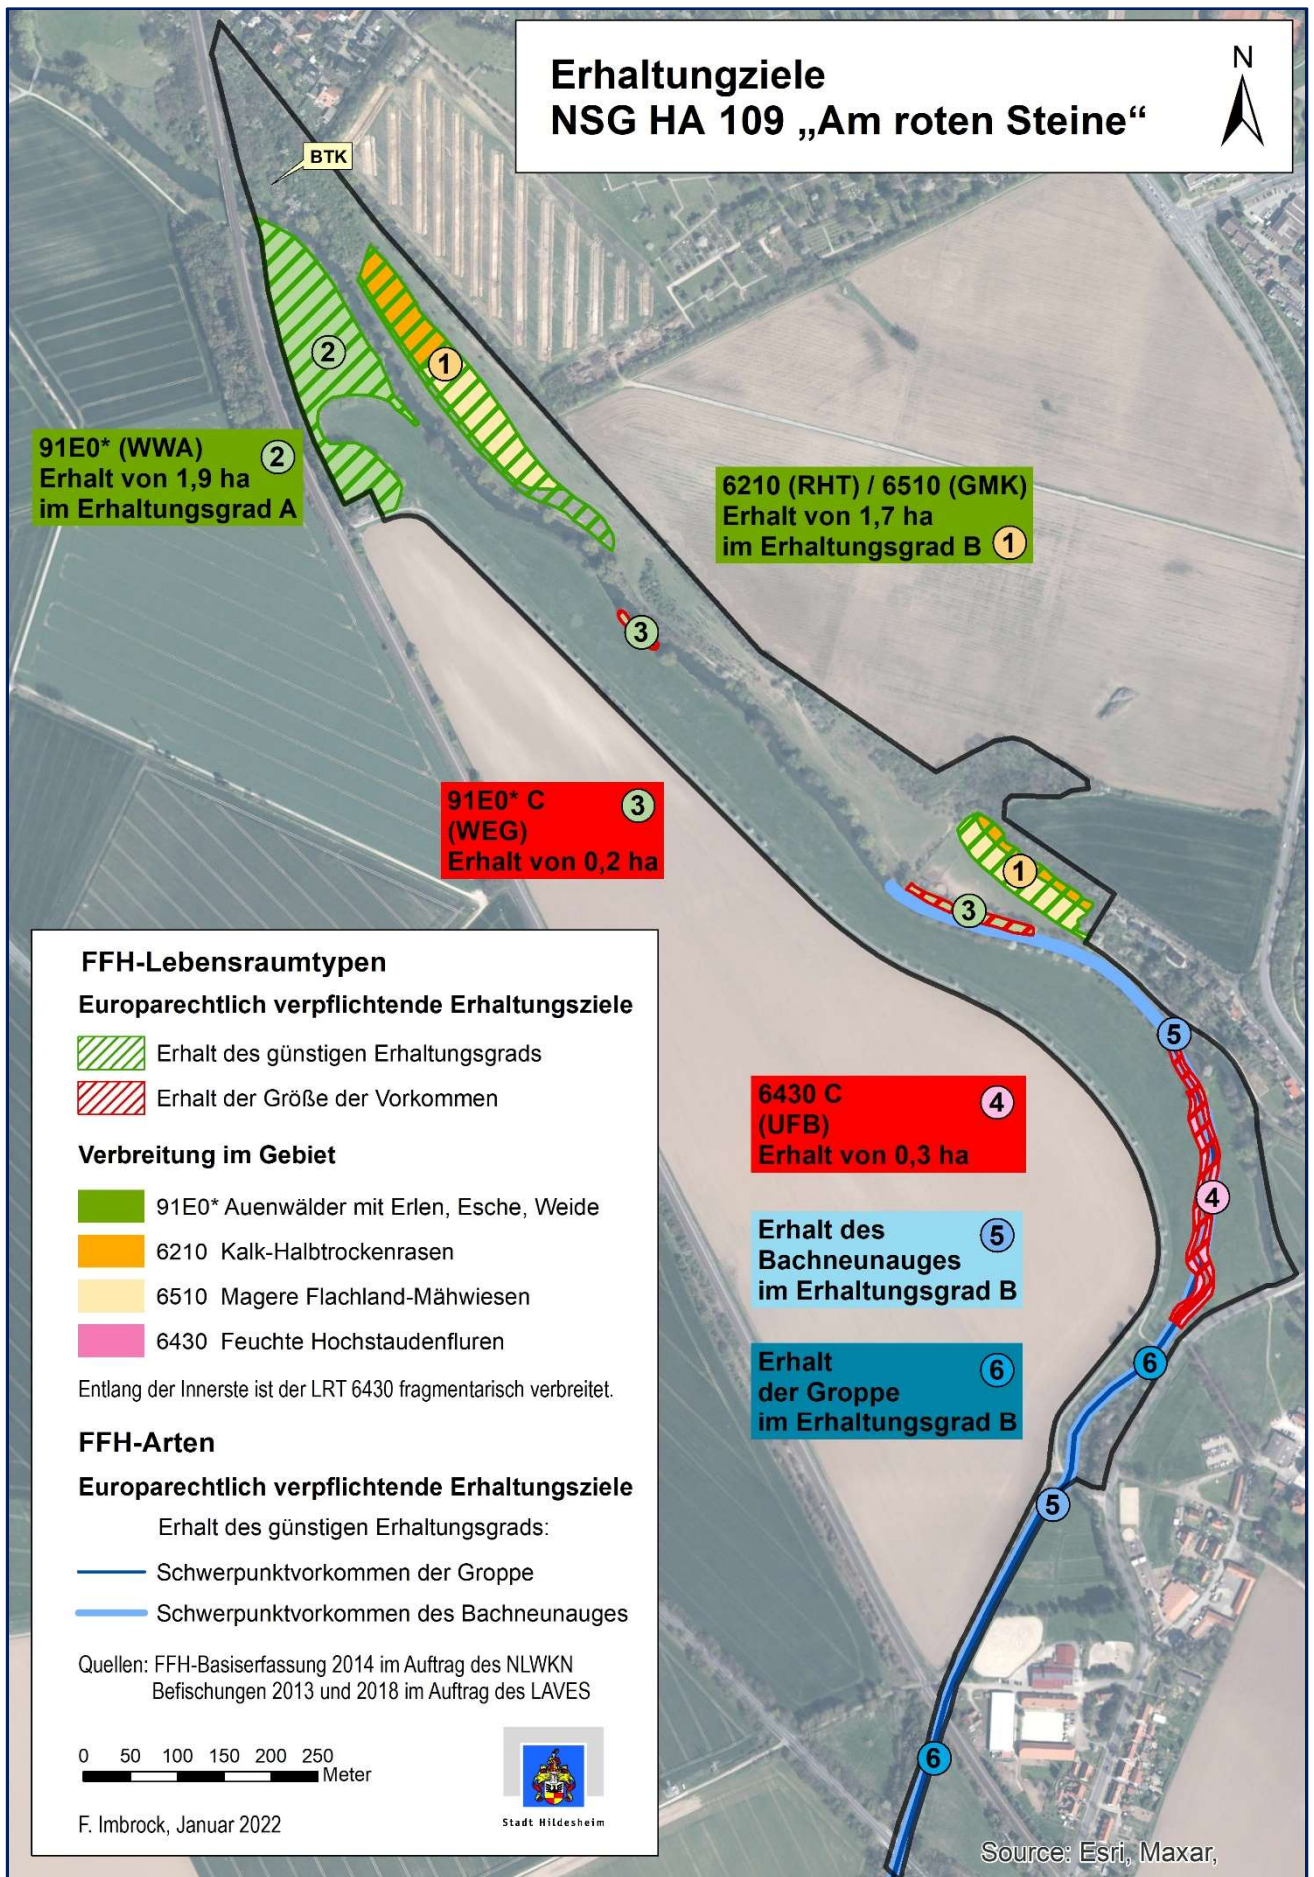 Erhaltungziele
NSG HA 109 „Am roten Steine“
N
BTK
2
1
91E0* (WWA)
Erhalt von 1,9 ha
im Erhaltungsgrad A
2
6210 (RHT) / 6510 (GMK)
Erhalt von 1,7 ha
im Erhaltungsgrad B
1
3
91E0* C
(WEG)
Erhalt von 0,2 ha
3
1
3
5
6430 C
(UFB)
Erhalt von 0,3 ha
4
4
Erhalt des
Bachneunauges
im Erhaltungsgrad B
5
Erhalt
der Groppe
im Erhaltungsgrad B
6
6
5
6
FFH-Lebensraumtypen
Europarechtlich verpflichtende Erhaltungsziele
Erhalt des günstigen Erhaltungsgrads
Erhalt der Größe der Vorkommen
Verbreitung im Gebiet
91E0* Auenwälder mit Erlen, Esche, Weide
6210 Kalk-Halbtrockenrasen
6510 Magere Flachland-Mähwiesen
6430 Feuchte Hochstaudenfluren
Entlang der Innerste ist der LRT 6430 fragmentarisch verbreitet.
FFH-Arten
Europarechtlich verpflichtende Erhaltungsziele
Erhalt des günstigen Erhaltungsgrads:
Schwerpunktvorkommen der Groppe
Schwerpunktvorkommen des Bachneunauges
Quellen: FFH-Basiserfassung 2014 im Auftrag des NLWKN
Befischungen 2013 und 2018 im Auftrag des LAVES
0 50 100 150 200 250
Meter
F. Imbrock, Januar 2022
Stadt Hildesheim
Source: Esri, Maxar,